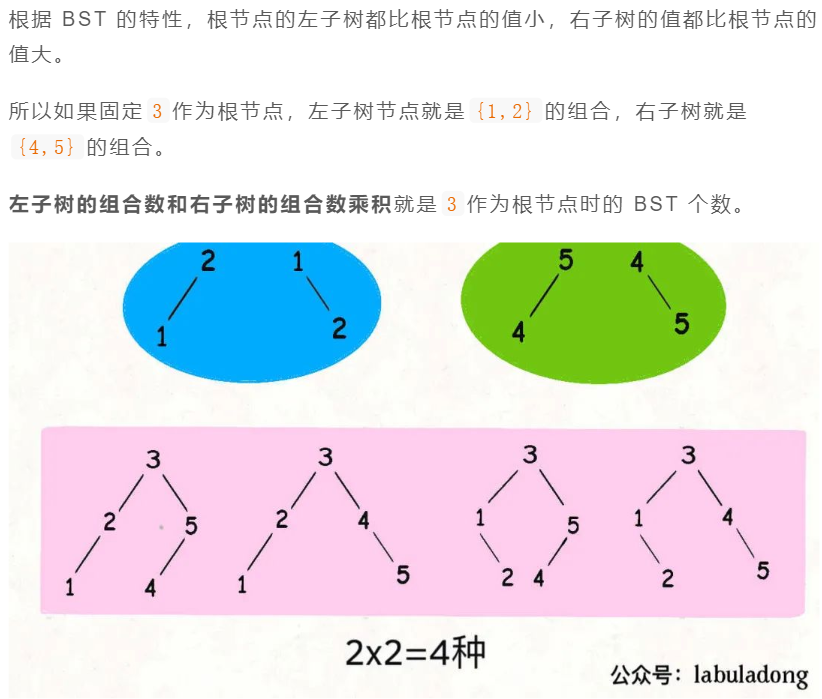 根据 BST 的特性，根节点的左子树都比根节点的值小，右子树的值都比根节点的
值大。
所以如果固定 3 作为根节点，左子树节点就是 {1,2} 的组合，右子树就是
{4,5} 的组合。
左子树的组合数和右子树的组合数乘积就是 3 作为根节点时的 BST 个数。
2 1 5 4
1 2 4 5
3 3 3 3
2 5 2 4 1 5 1 4
1 4 1 5 2 4 2 5
2x2=4种
公众号：labuladong